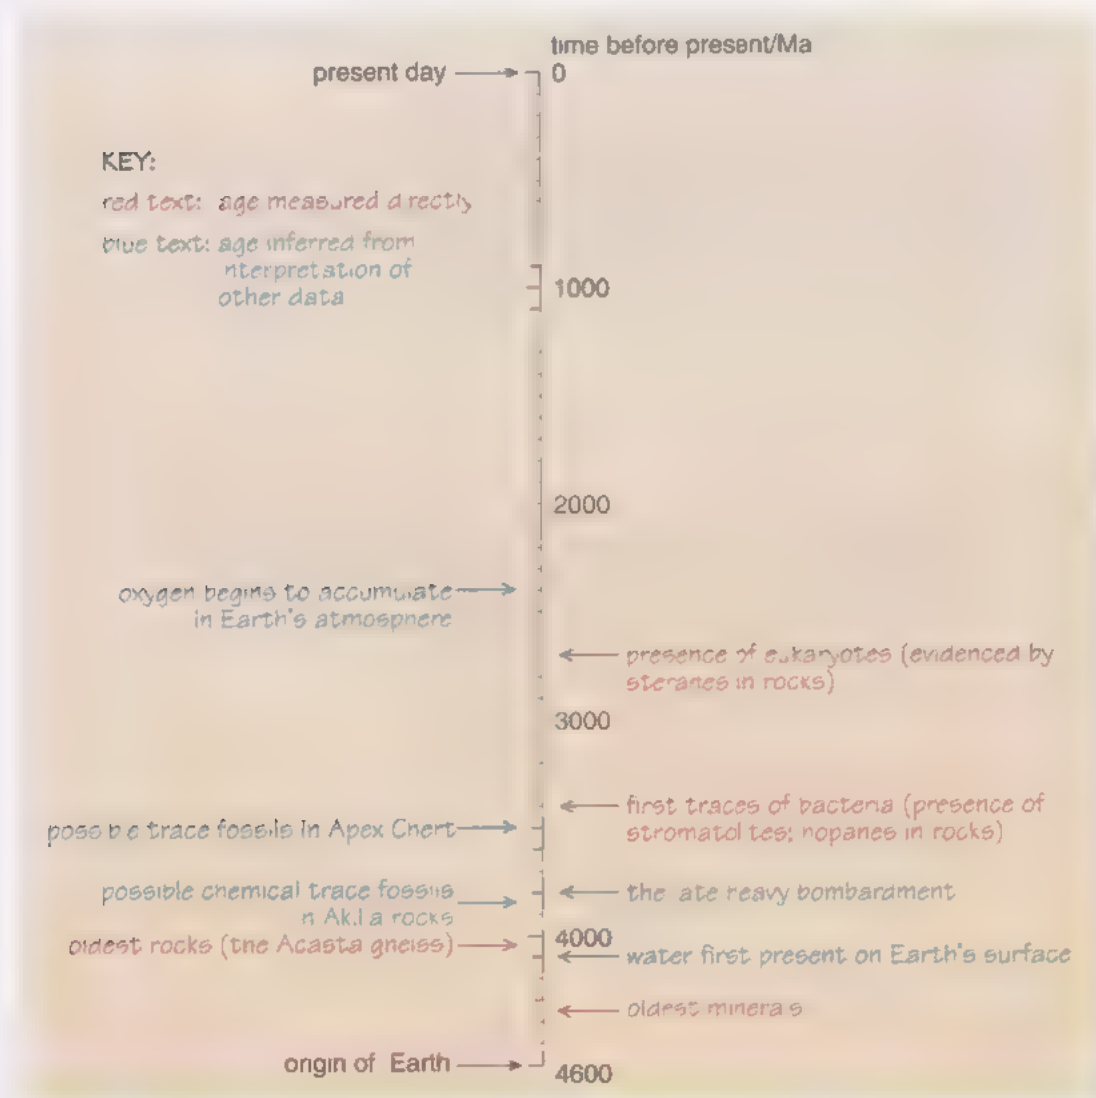 time before present/Ma
present day
0
KEY:
red text: age measured directly
blue text: age inferred from
interpretation of
other data
1000
2000
oxygen begins to accumulate
in Earth's atmosphere
presence of eukaryotes (evidenced by
steranes in rocks)
3000
first traces of bacteria (presence of
stromatolites; hopanes in rocks)
possible trace fossils in Apex Chert
possible chemical trace fossils
in Akilia rocks
the late heavy bombardment
oldest rocks (the Acasta gneiss)
4000
water first present on Earth's surface
oldest minerals
origin of Earth
4600